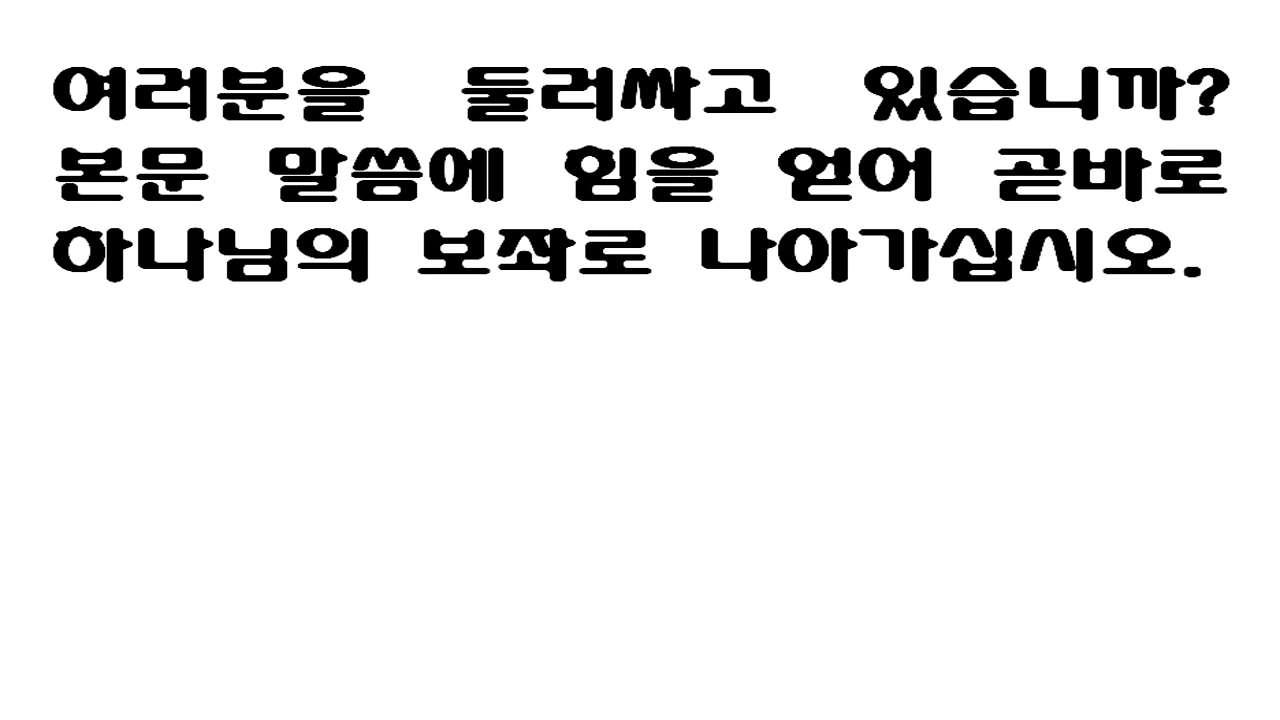 여러분을 둘러싸고 있습니까?
본문 말씀에 힘을 얻어 곧바로
하나님의 보좌로 나아가십시오.